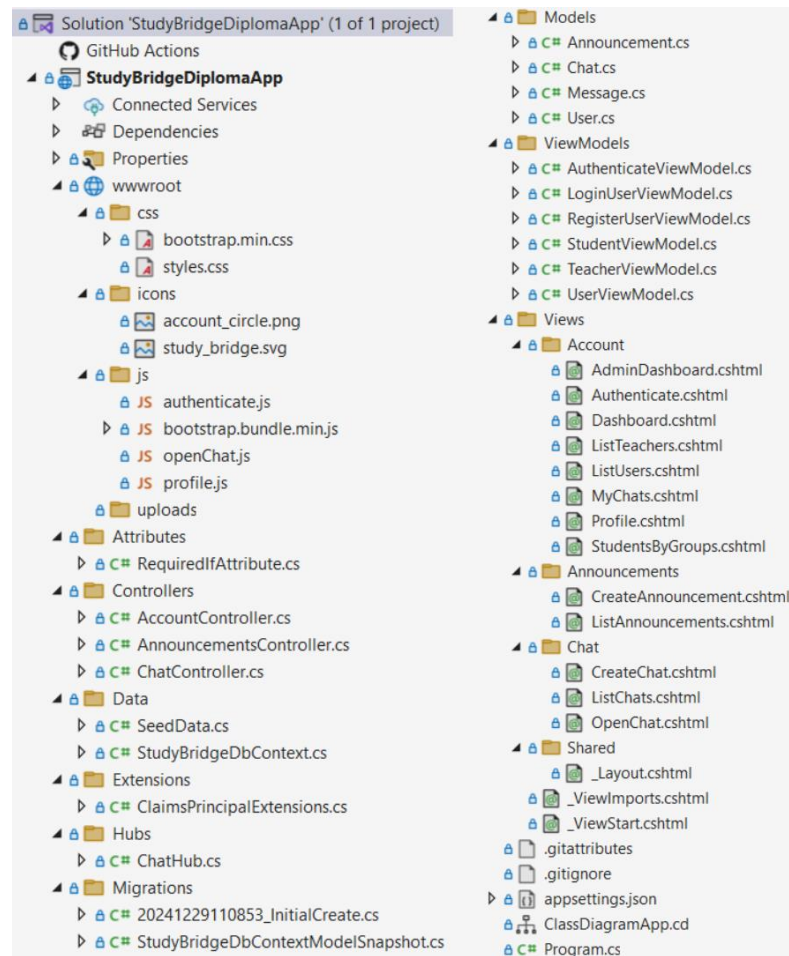 Solution 'StudyBridgeDiplomaApp' (1 of 1 project)
GitHub Actions
StudyBridgeDiplomaApp
Connected Services
Dependencies
Properties
wwwroot
css
bootstrap.min.css
styles.css
icons
account_circle.png
study_bridge.svg
js
JS authenticate.js
JS bootstrap.bundle.min.js
JS openChat.js
JS profile.js
uploads
Attributes
C# RequiredIfAttribute.cs
Controllers
C# AccountController.cs
C# AnnouncementsController.cs
C# ChatController.cs
Data
C# SeedData.cs
C# StudyBridgeDbContext.cs
Extensions
C# ClaimsPrincipalExtensions.cs
Hubs
C# ChatHub.cs
Migrations
C# 20241229110853_InitialCreate.cs
C# StudyBridgeDbContextModelSnapshot.cs
Models
C# Announcement.cs
C# Chat.cs
C# Message.cs
C# User.cs
ViewModels
C# AuthenticateViewModel.cs
C# LoginUserViewModel.cs
C# RegisterUserViewModel.cs
C# StudentViewModel.cs
C# TeacherViewModel.cs
C# UserViewModel.cs
Views
Account
AdminDashboard.cshtml
Authenticate.cshtml
Dashboard.cshtml
ListTeachers.cshtml
ListUsers.cshtml
MyChats.cshtml
Profile.cshtml
StudentsByGroups.cshtml
Announcements
CreateAnnouncement.cshtml
ListAnnouncements.cshtml
Chat
CreateChat.cshtml
ListChats.cshtml
OpenChat.cshtml
Shared
_Layout.cshtml
_ViewImports.cshtml
_ViewStart.cshtml
.gitattributes
.gitignore
appsettings.json
ClassDiagramApp.cd
C# Program.cs